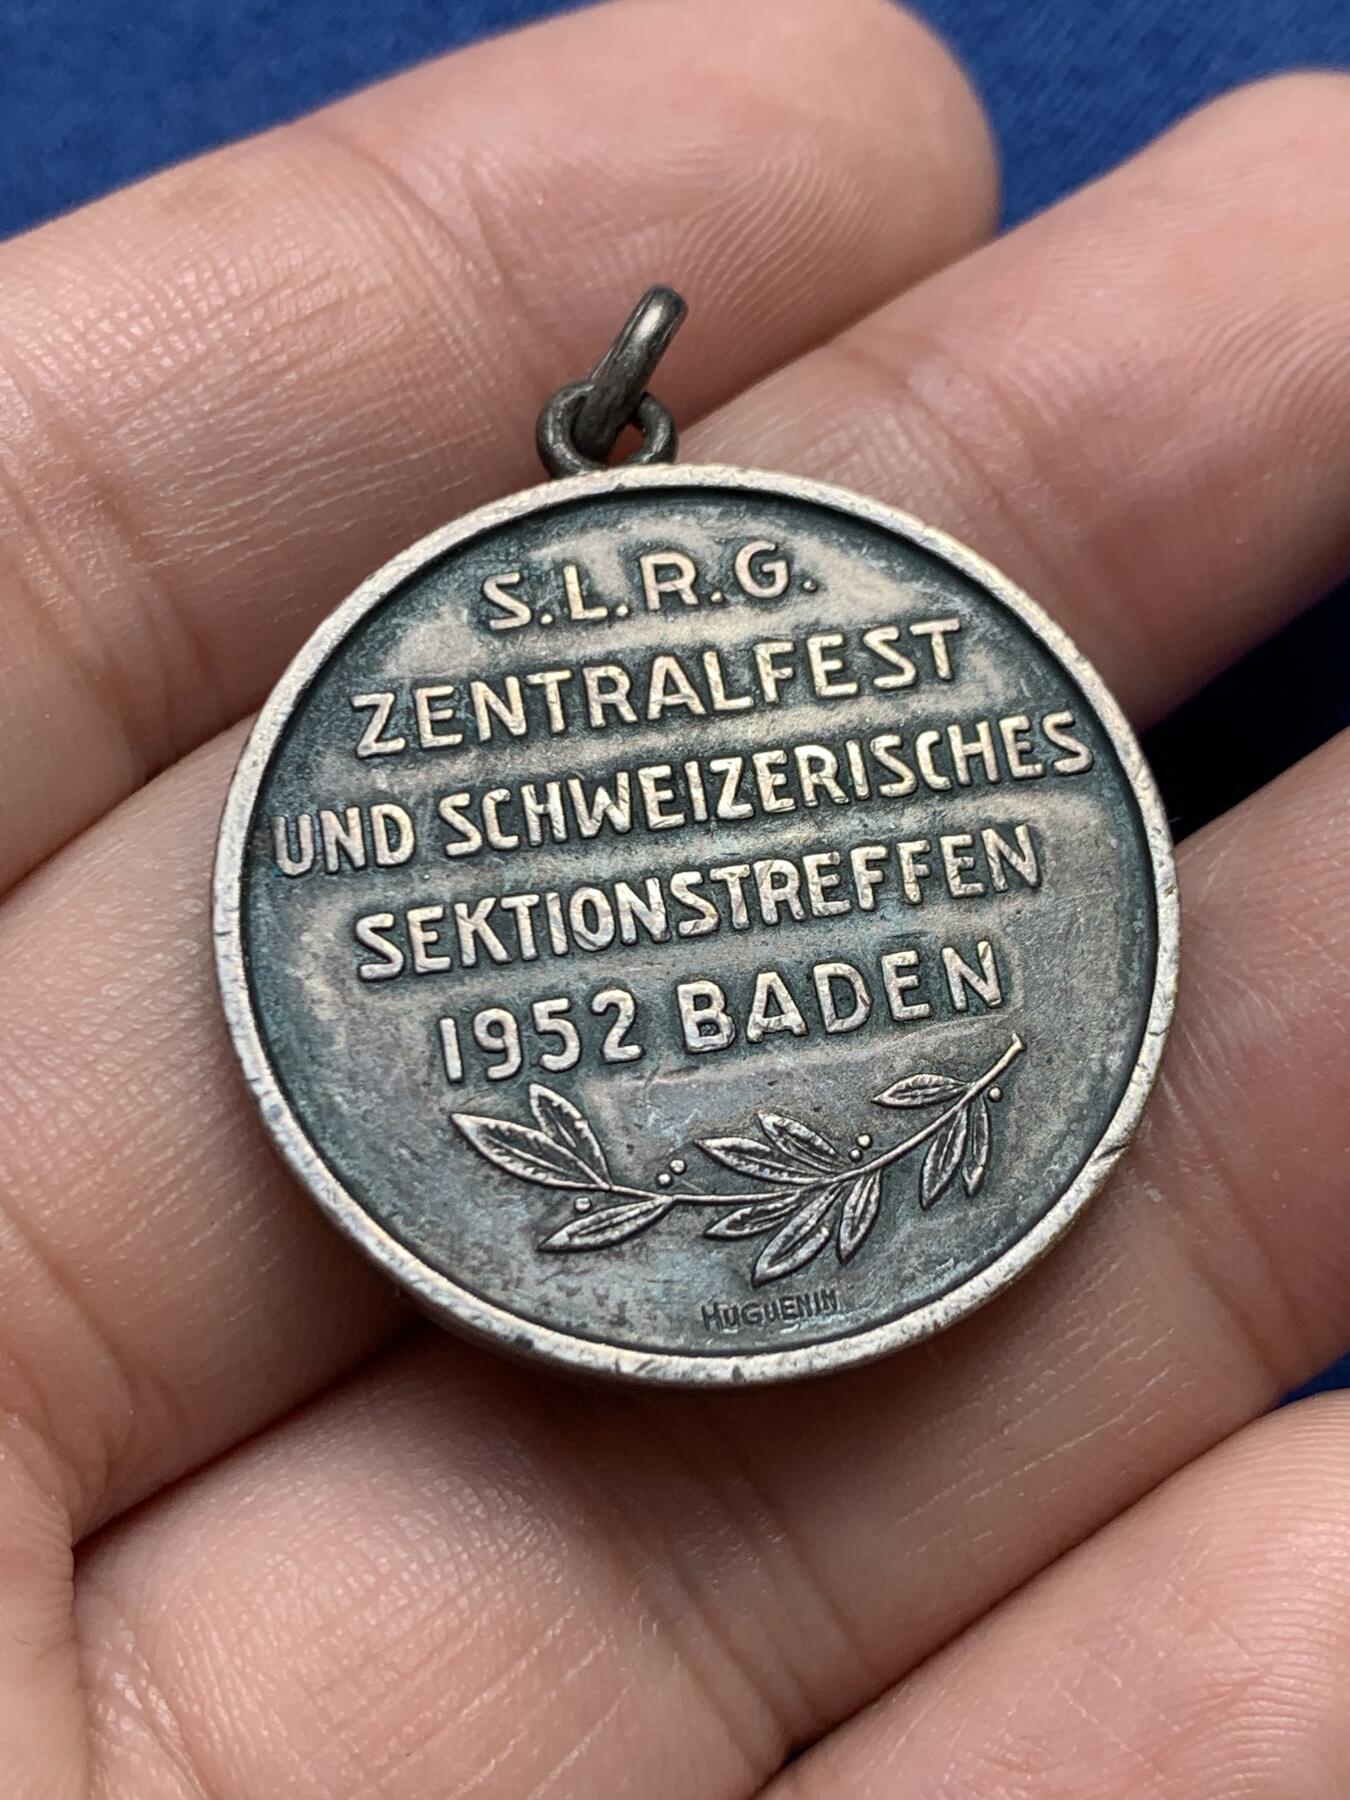 S.L.R.G.
ZENTRALFEST
UND SCHWEIZERISCHES
SEKTIONSTREFFEN
1952 BADEN
HUGUENIN